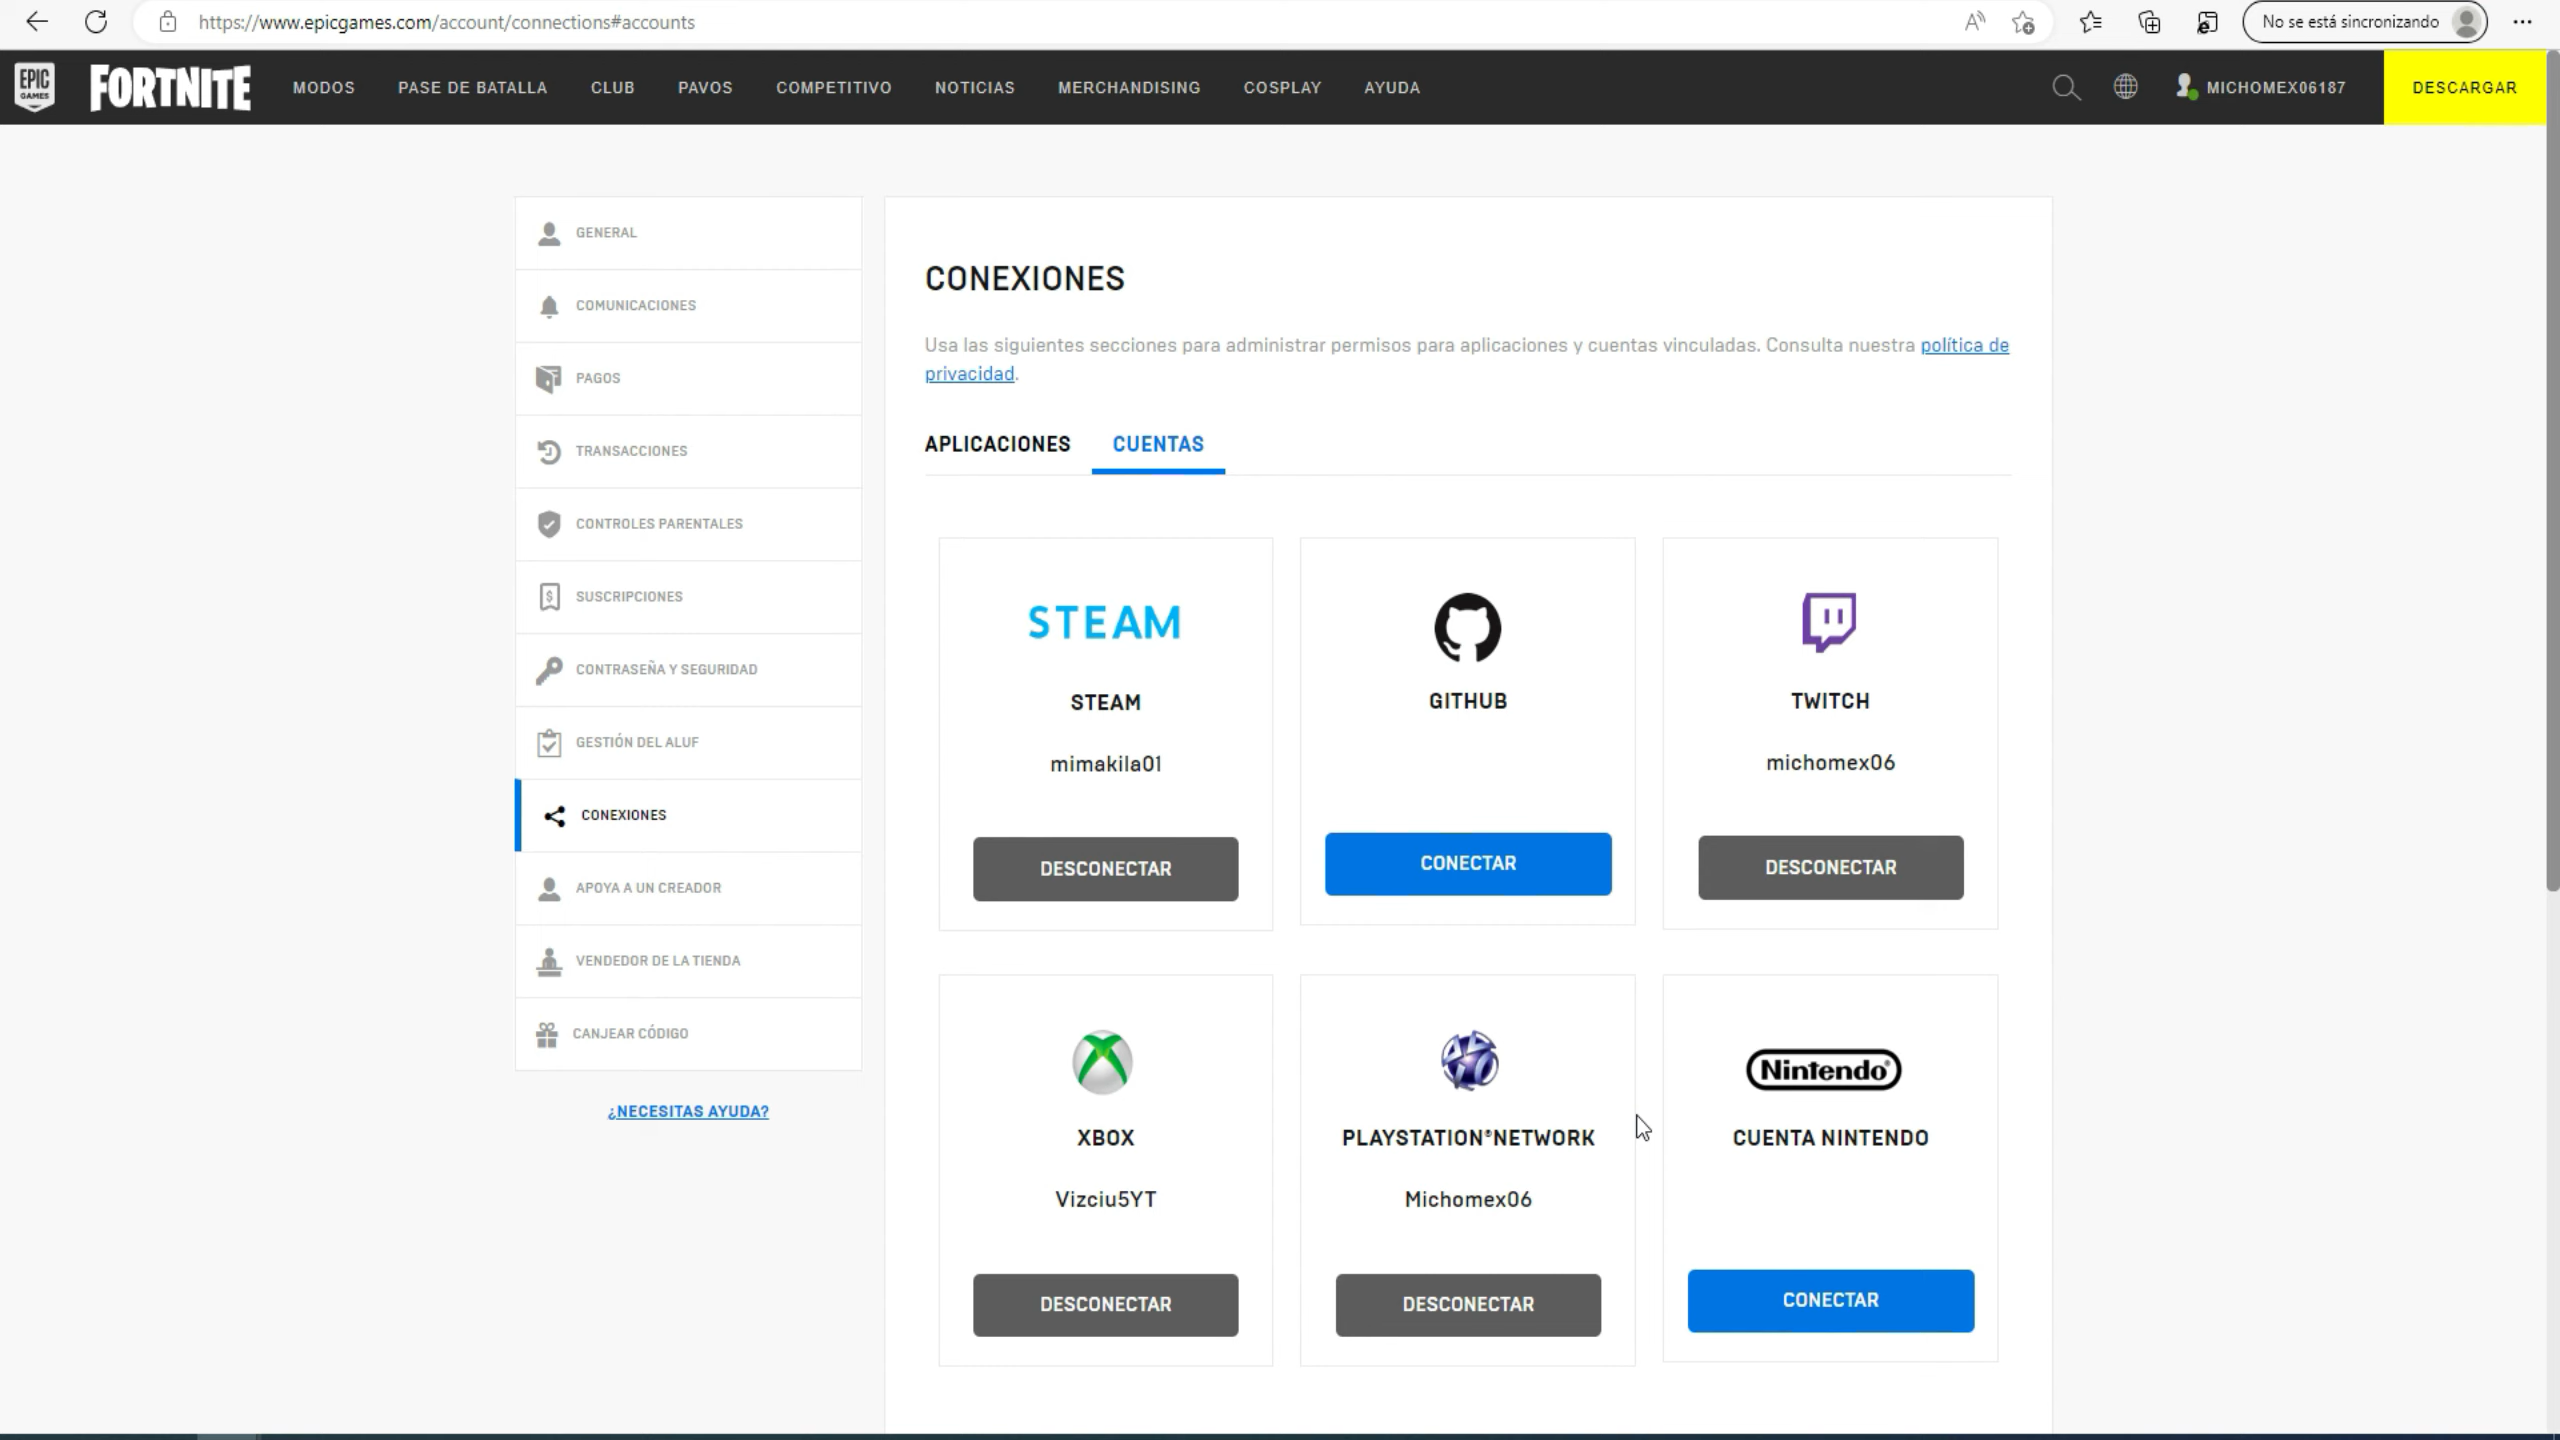 https://www.epicgames.com/account/connections#accounts
No se está sincronizando
EPIC GAMES
FORTNITE
MODOS
PASE DE BATALLA
CLUB
PAVOS
COMPETITIVO
NOTICIAS
MERCHANDISING
COSPLAY
AYUDA
MICHOMEX06187
DESCARGAR
GENERAL
COMUNICACIONES
PAGOS
TRANSACCIONES
CONTROLES PARENTALES
SUSCRIPCIONES
CONTRASEÑA Y SEGURIDAD
GESTIÓN DEL ALUF
CONEXIONES
APOYA A UN CREADOR
VENDEDOR DE LA TIENDA
CANJEAR CÓDIGO
¿NECESITAS AYUDA?
CONEXIONES
Usa las siguientes secciones para administrar permisos para aplicaciones y cuentas vinculadas. Consulta nuestra política de
privacidad.
APLICACIONES
CUENTAS
STEAM
STEAM
mimakila01
DESCONECTAR
GITHUB
CONECTAR
TWITCH
michomex06
DESCONECTAR
XBOX
Vizciu5YT
DESCONECTAR
PLAYSTATION®NETWORK
Michomex06
DESCONECTAR
Nintendo®
CUENTA NINTENDO
CONECTAR